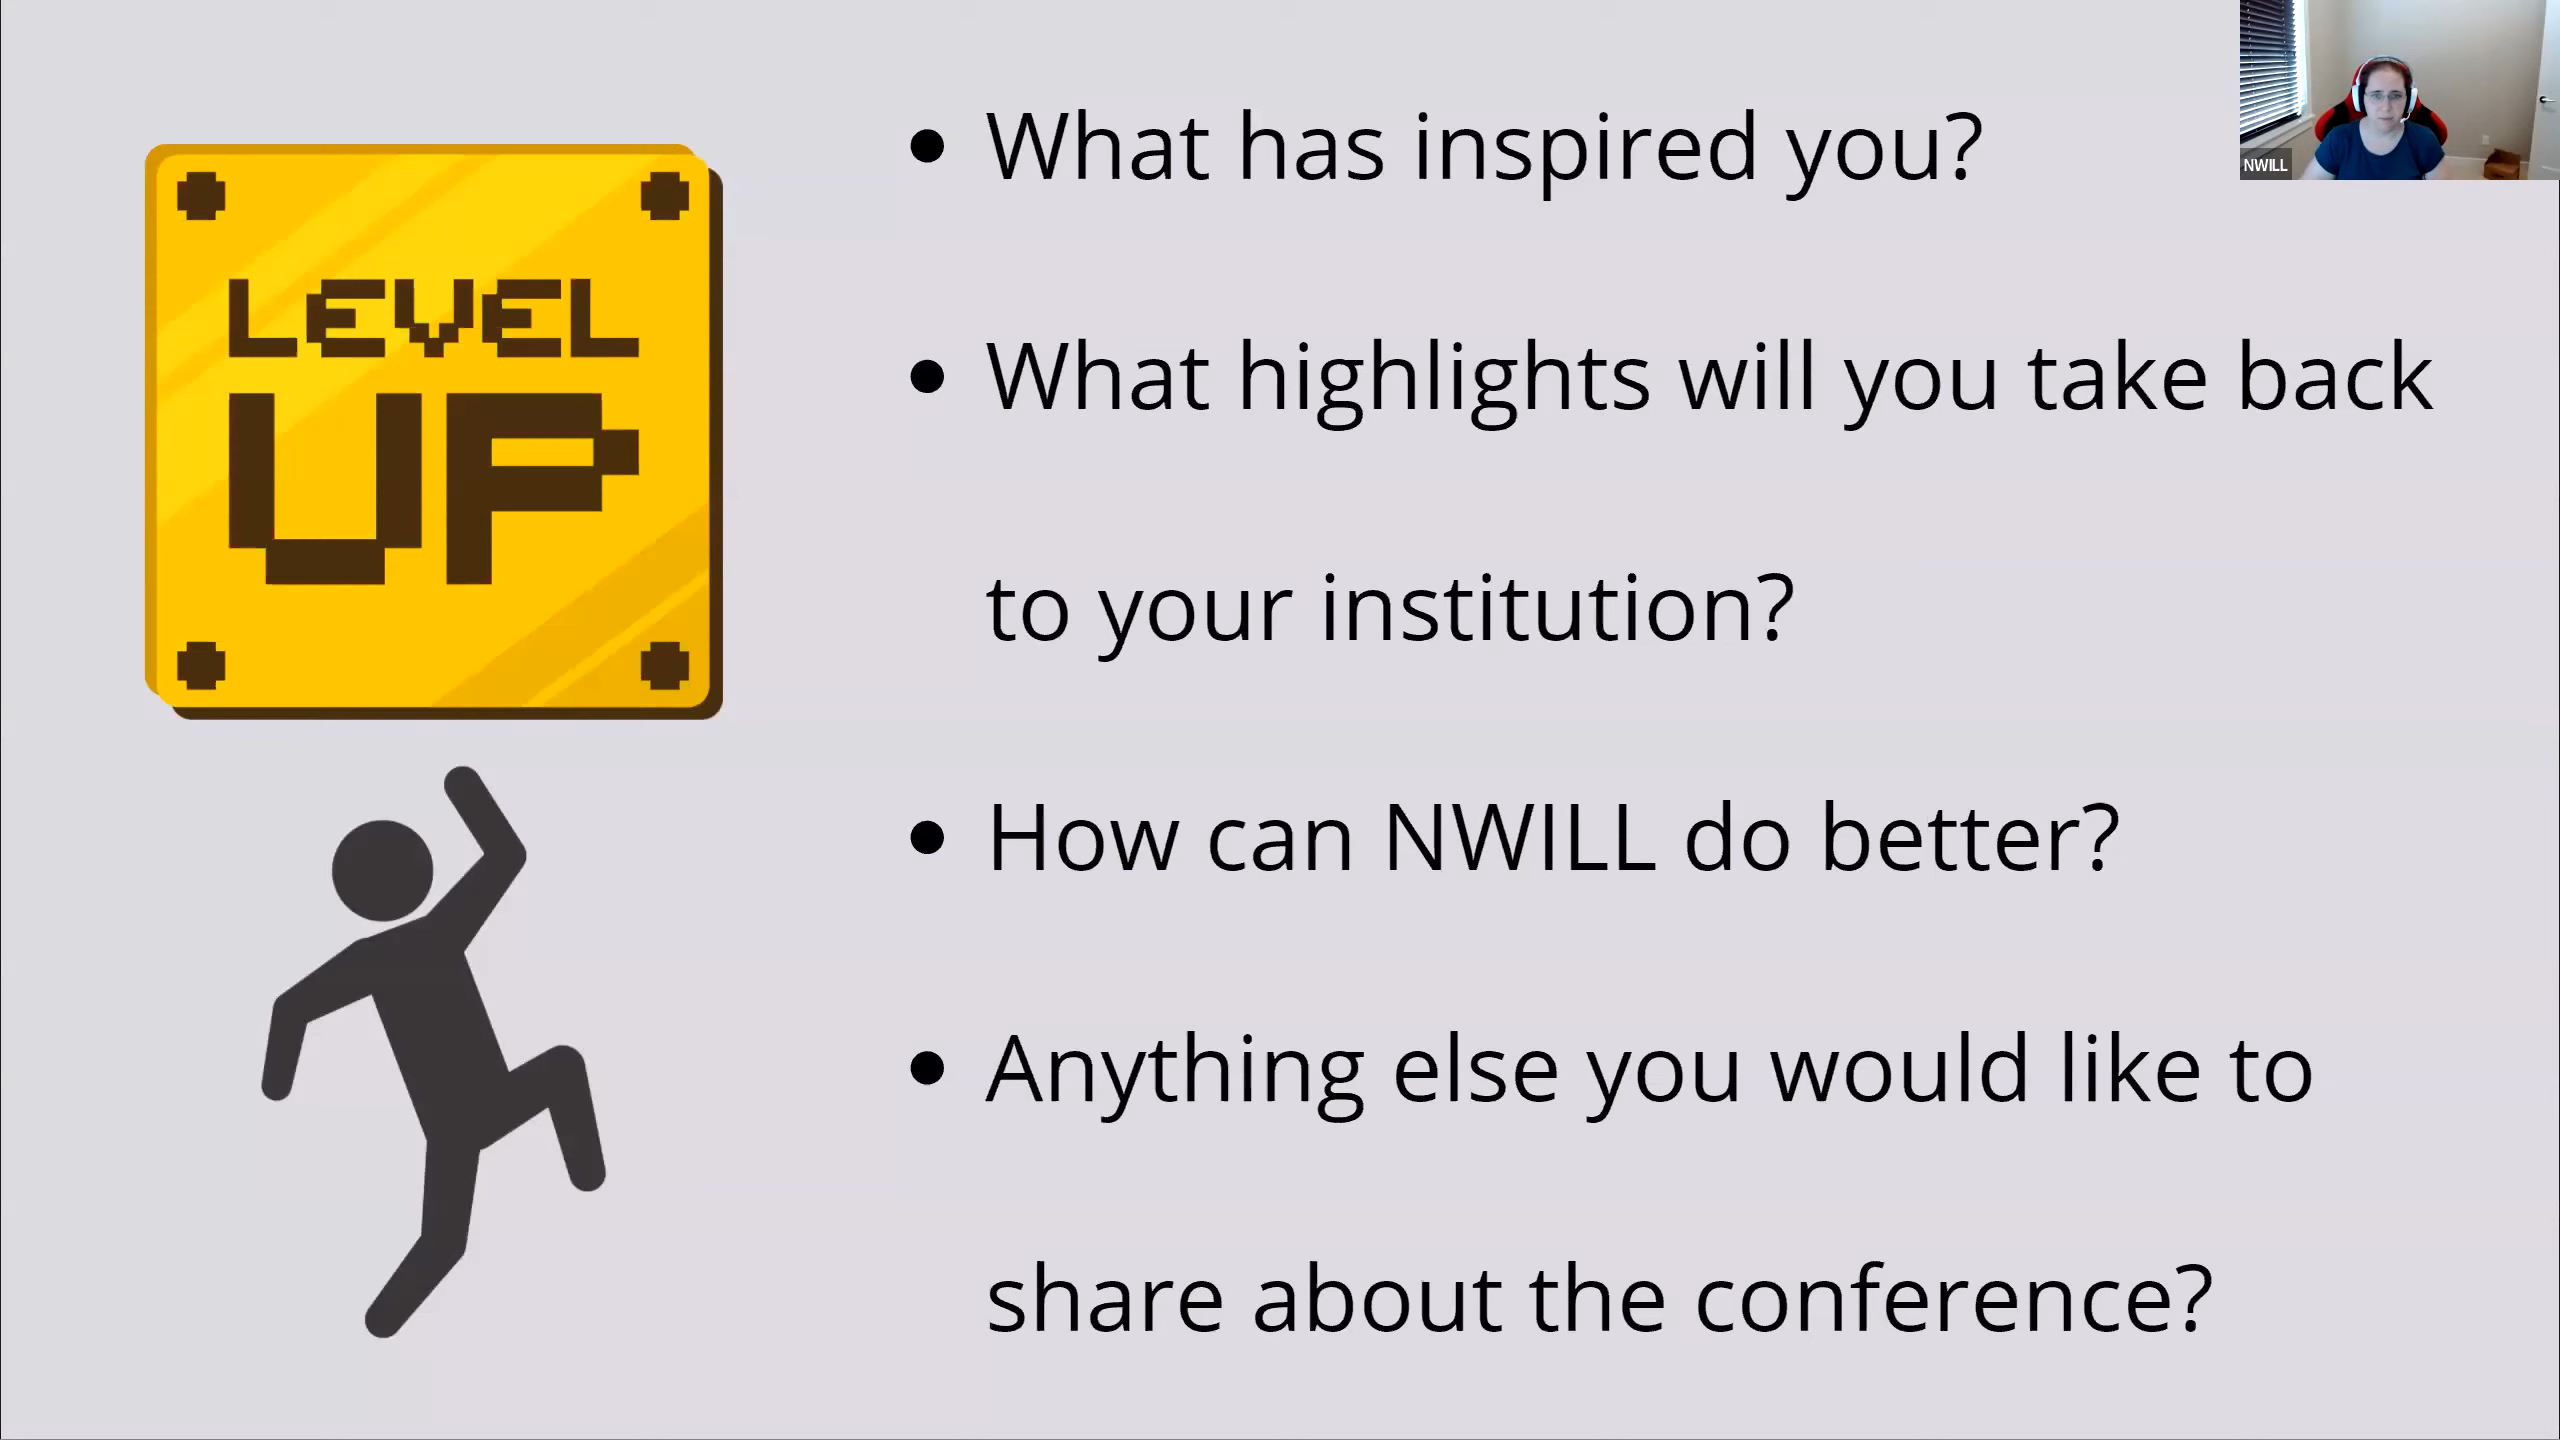 LEVEL
UP
• What has inspired you?
• What highlights will you take back
to your institution?
• How can NWILL do better?
• Anything else you would like to
share about the conference?
NWILL